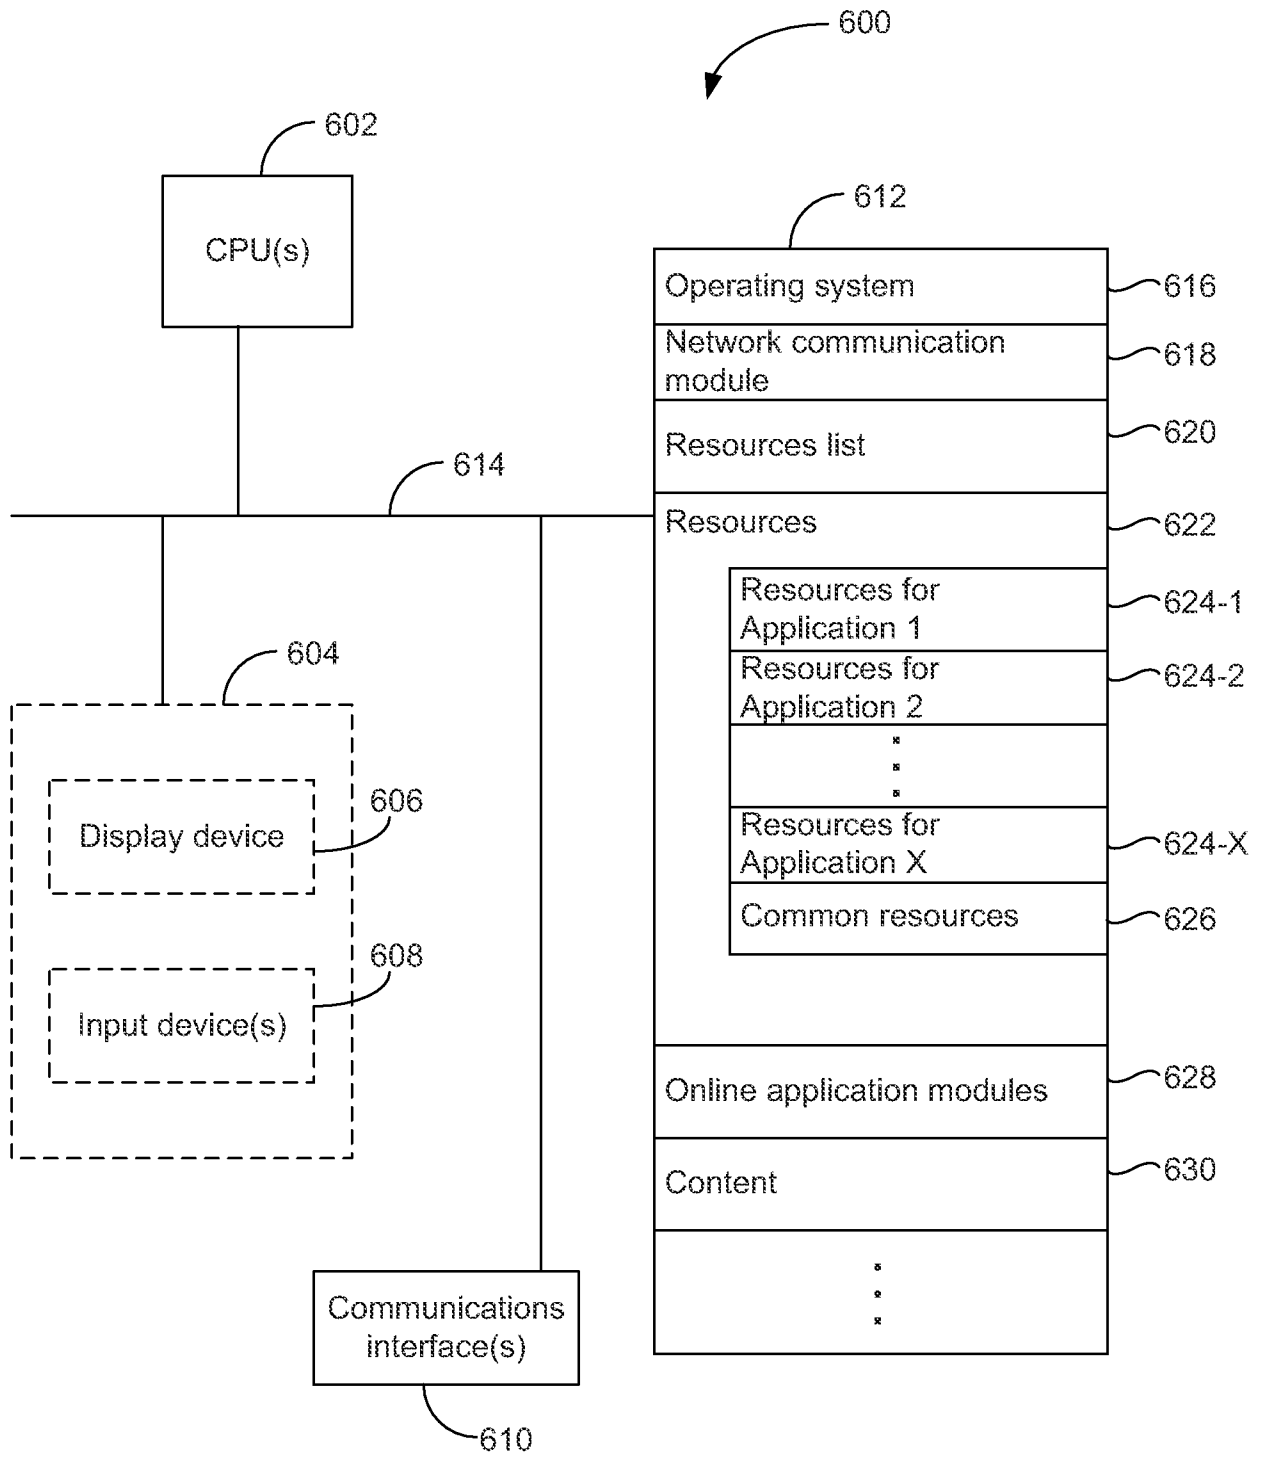 600
602
CPU(s)
612
Operating system
616
Network communication
module
618
Resources list
620
614
Resources
622
Resources for
Application 1
624-1
Resources for
Application 2
624-2
604
606
Display device
Resources for
Application X
624-X
Common resources
626
608
Input device(s)
Online application modules
628
Content
630
Communications
interface(s)
610